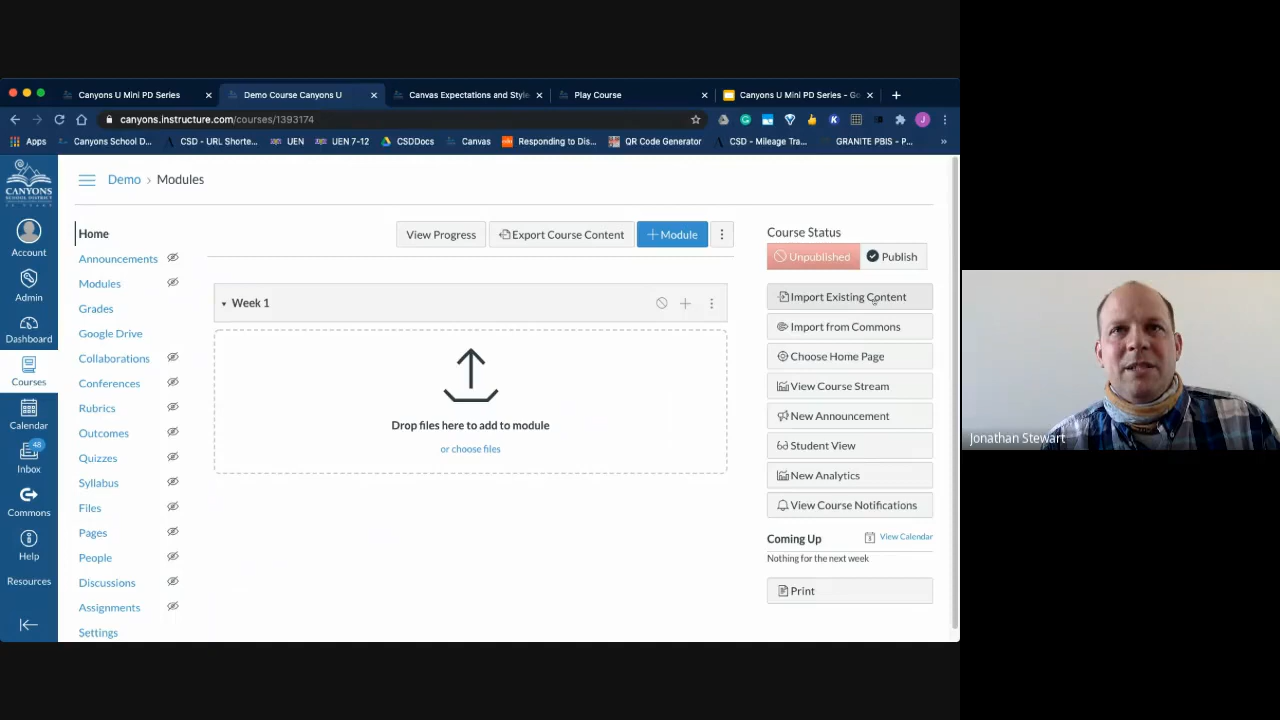 Canyons U Mini PD Series
Demo Course Canyons U
Canvas Expectations and Style
Play Course
Canyons U Mini PD Series - Go
canyons.instructure.com/courses/1393174
Apps
Canyons School D...
CSD - URL Shorte...
UEN
UEN 7-12
CSDDocs
Canvas
Responding to Dis...
QR Code Generator
CSD - Mileage Tra...
GRANITE PBIS - P...
»
J
CANYONS
SCHOOL DISTRICT
Account
Admin
Dashboard
Courses
Calendar
48
Inbox
Commons
Help
Resources
Demo › Modules
Home
Announcements
Modules
Grades
Google Drive
Collaborations
Conferences
Rubrics
Outcomes
Quizzes
Syllabus
Files
Pages
People
Discussions
Assignments
Settings
View Progress
Export Course Content
+ Module
Week 1
Drop files here to add to module
or choose files
Course Status
Unpublished
Publish
Import Existing Content
Import from Commons
Choose Home Page
View Course Stream
New Announcement
Student View
New Analytics
View Course Notifications
Coming Up
View Calendar
Nothing for the next week
Print
Jonathan Stewart